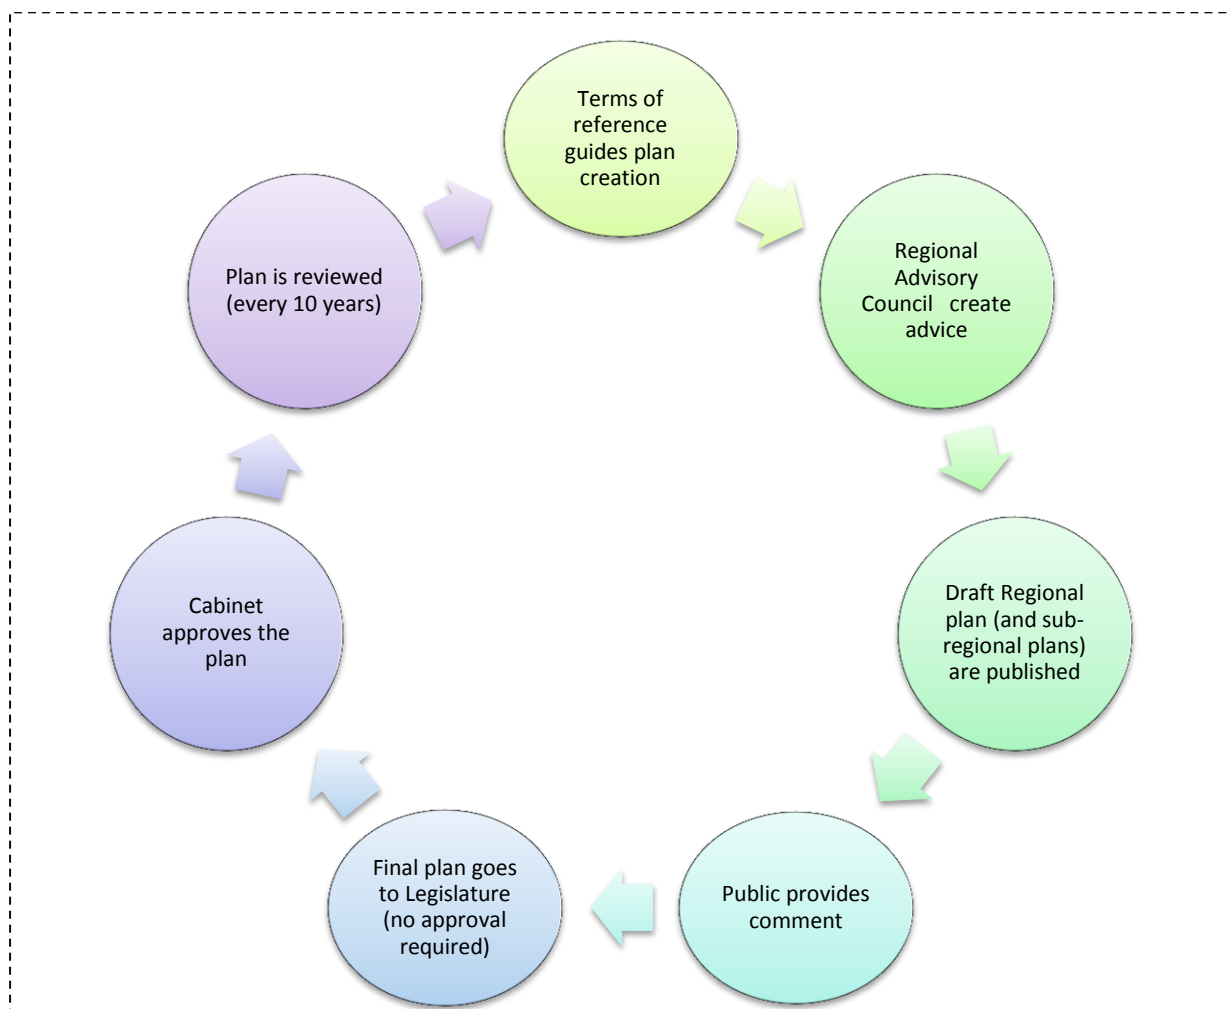 Terms of
reference
guides plan
creation
Regional
Advisory
Council   create
advice
Draft Regional
plan (and sub-
regional plans)
are published
Public provides
comment
Final plan goes
to Legislature
(no approval
required)
Cabinet
approves the
plan
Plan is reviewed
(every 10 years)